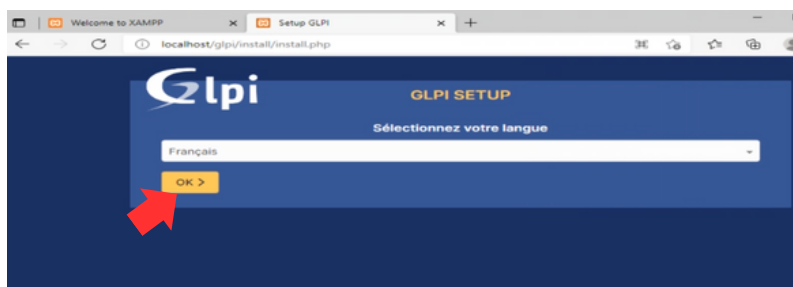 Welcome to XAMPP
Setup GLPI
localhost/glpi/install/install.php
Glpi
GLPI SETUP
Sélectionnez votre langue
Français
OK >